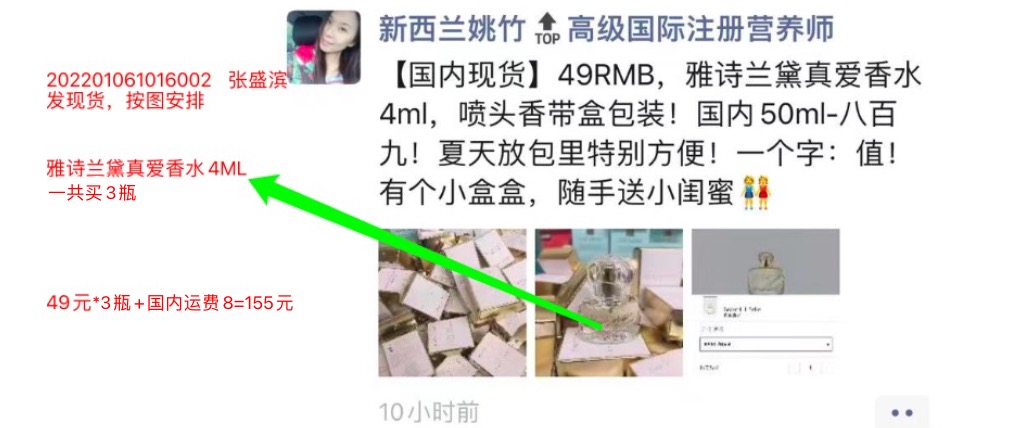 新西兰姚竹 TOP 高级国际注册营养师
【国内现货】49RMB，雅诗兰黛真爱香水
4ml，喷头香带盒包装！国内50ml-八百
九！夏天放包里特别方便！一个字：值！
有个小盒盒，随手送小闺蜜
10小时前
202201061016002 张盛滨
发现货，按图安排
雅诗兰黛真爱香水4ML
一共买3瓶
49元*3瓶+国内运费8=155元